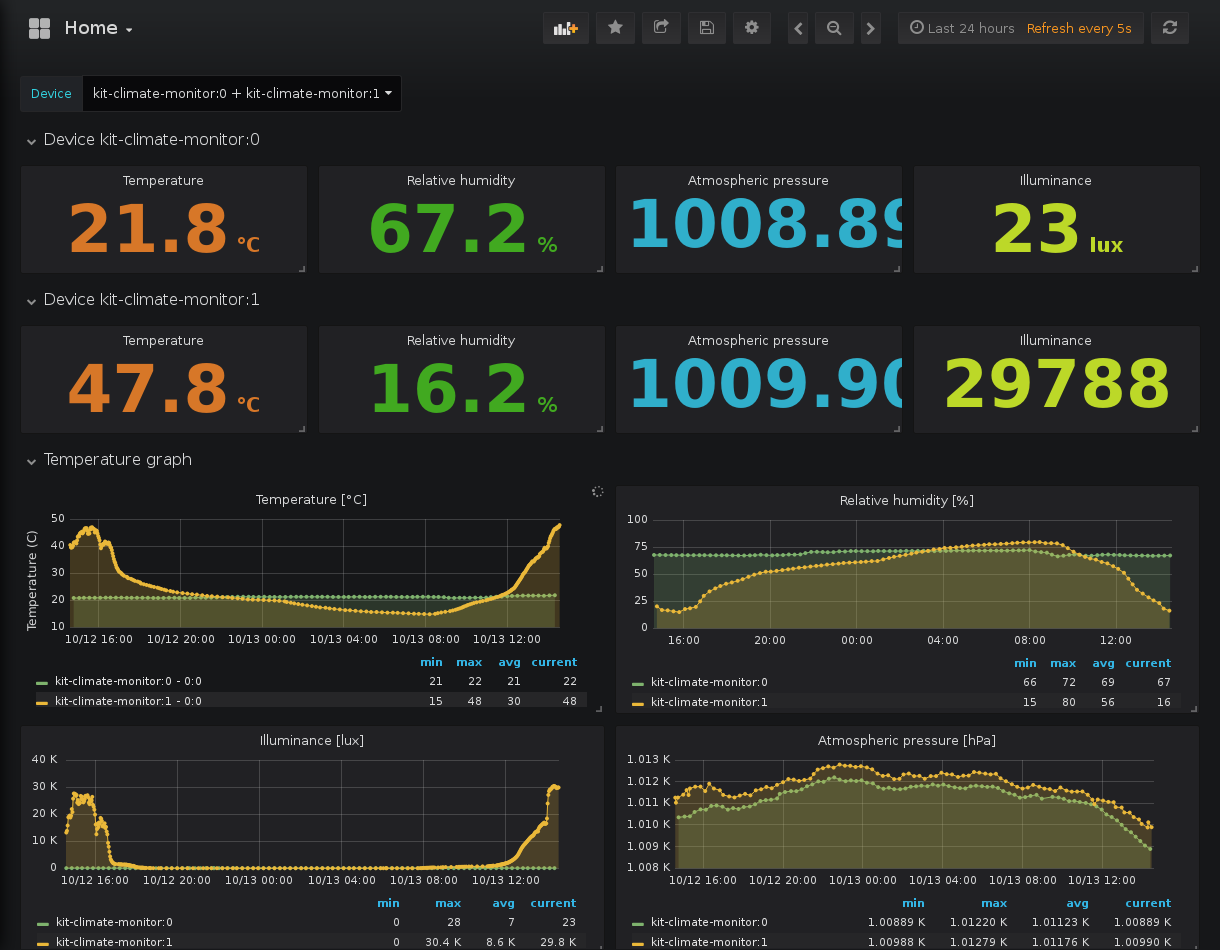 Home
Last 24 hours Refresh every 5s
Device kit-climate-monitor:0 + kit-climate-monitor:1
Device kit-climate-monitor:0
Temperature Relative humidity Atmospheric pressure Illuminance
21.8 °C 67.2 % 1008.89 23 lux
Device kit-climate-monitor:1
Temperature Relative humidity Atmospheric pressure Illuminance
47.8 °C 16.2 % 1009.90 29788
Temperature graph
Temperature [°C]
Temperature (C)
50
40
30
20
10
10/12 16:00 10/12 20:00 10/13 00:00 10/13 04:00 10/13 08:00 10/13 12:00
min max avg current
kit-climate-monitor:0 - 0:0 21 22 21 22
kit-climate-monitor:1 - 0:0 15 48 30 48
Relative humidity [%]
100
75
50
25
0
16:00 20:00 00:00 04:00 08:00 12:00
min max avg current
kit-climate-monitor:0 66 72 69 67
kit-climate-monitor:1 15 80 56 16
Illuminance [lux]
40 K
30 K
20 K
10 K
0
10/12 16:00 10/12 20:00 10/13 00:00 10/13 04:00 10/13 08:00 10/13 12:00
min max avg current
kit-climate-monitor:0 0 28 7 23
kit-climate-monitor:1 0 30.4 K 8.6 K 29.8 K
Atmospheric pressure [hPa]
1.013 K
1.012 K
1.011 K
1.010 K
1.009 K
1.008 K
10/12 16:00 10/12 20:00 10/13 00:00 10/13 04:00 10/13 08:00 10/13 12:00
min max avg current
kit-climate-monitor:0 1.00889 K 1.01220 K 1.01123 K 1.00889 K
kit-climate-monitor:1 1.00988 K 1.01279 K 1.01176 K 1.00990 K